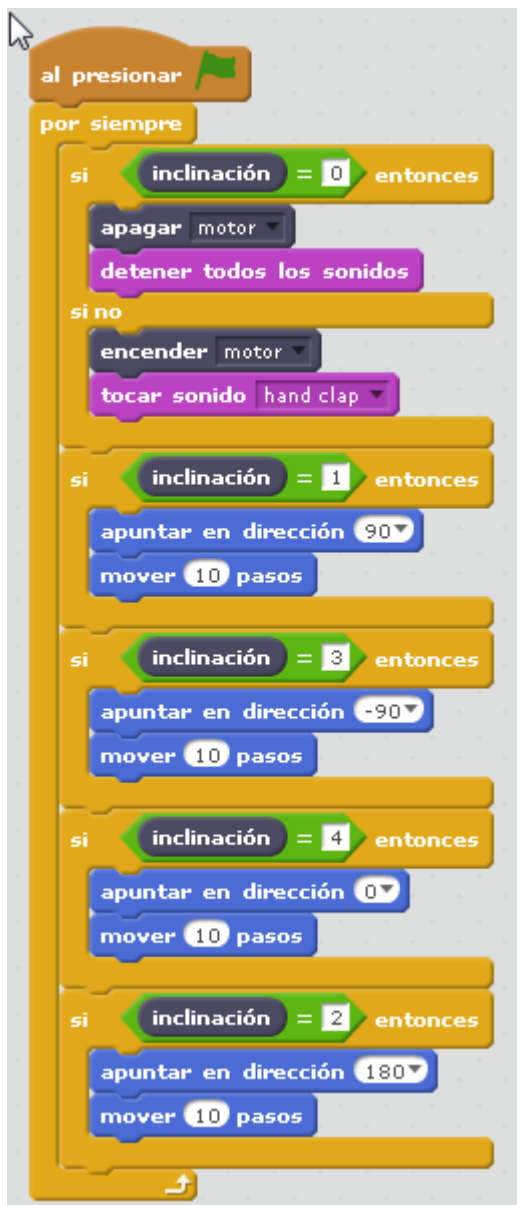 al presionar
por siempre
si inclinación = 0 entonces
apagar motor
detener todos los sonidos
si no
encender motor
tocar sonido hand clap
si inclinación = 1 entonces
apuntar en dirección 90
mover 10 pasos
si inclinación = 3 entonces
apuntar en dirección -90
mover 10 pasos
si inclinación = 4 entonces
apuntar en dirección 0
mover 10 pasos
si inclinación = 2 entonces
apuntar en dirección 180
mover 10 pasos